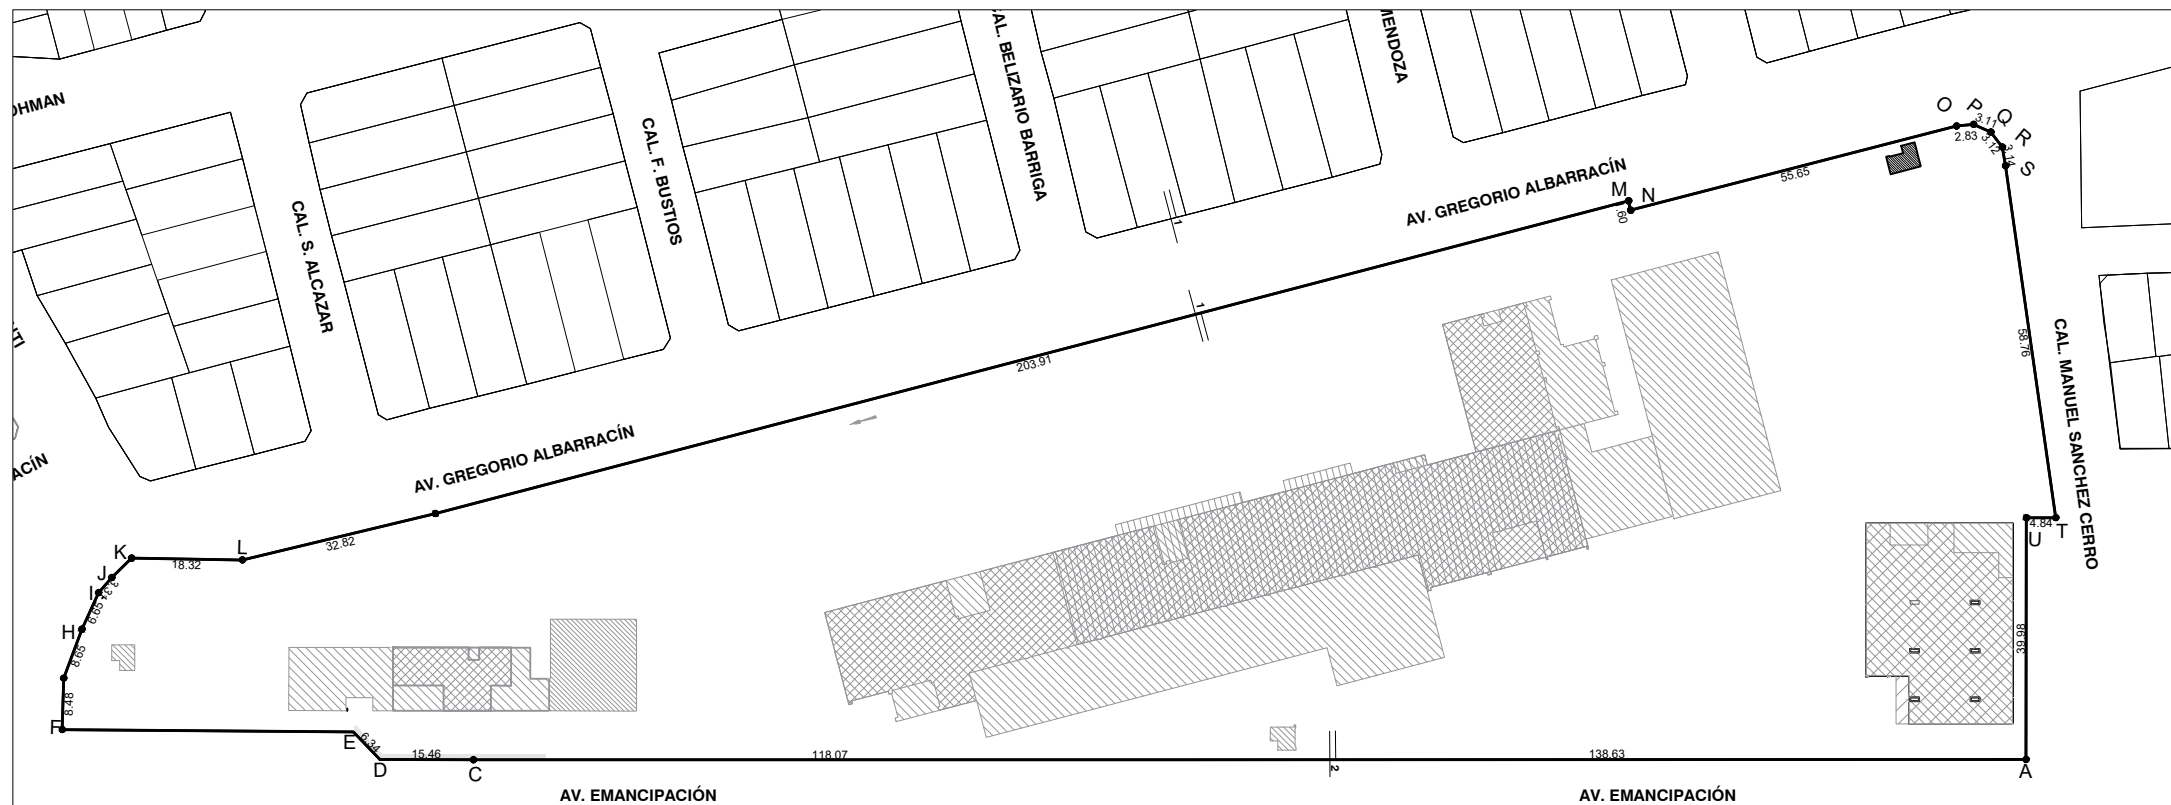 OHMAN
CAL. S. ALCAZAR
CAL. F. BUSTIOS
CAL. BELIZARIO BARRIGA
MENDOZA
ACÍN
AV. GREGORIO ALBARRACÍN
AV. GREGORIO ALBARRACÍN
CAL. MANUEL SANCHEZ CERRO
AV. EMANCIPACIÓN
AV. EMANCIPACIÓN
O
P
Q
R
S
2.83
3.11
3.12
3.14
M
N
.60
55.65
1
1
203.91
58.76
32.82
K
L
18.32
J
I
6.65
H
8.65
8.48
F
E
6.34
D
15.46
C
118.07
2
138.63
A
39.98
U
4.84
T